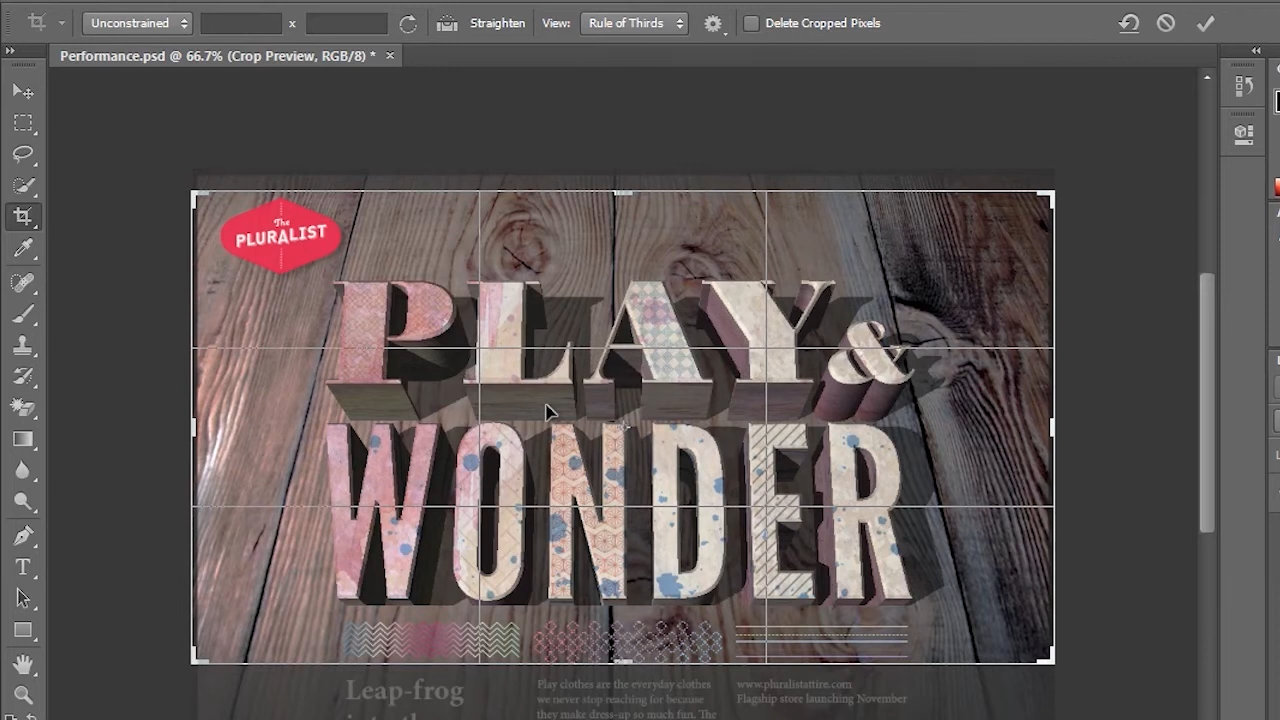 Unconstrained x Straighten View: Rule of Thirds Delete Cropped Pixels
Performance.psd @ 66.7% (Crop Preview, RGB/8) * ×
The
PLURALIST
PLAY &
WONDER
Leap-frog
Play clothes are the everyday clothes
we never stop reaching for because
they make dress-up so much fun. The
www.pluralistattire.com
Flagship store launching November